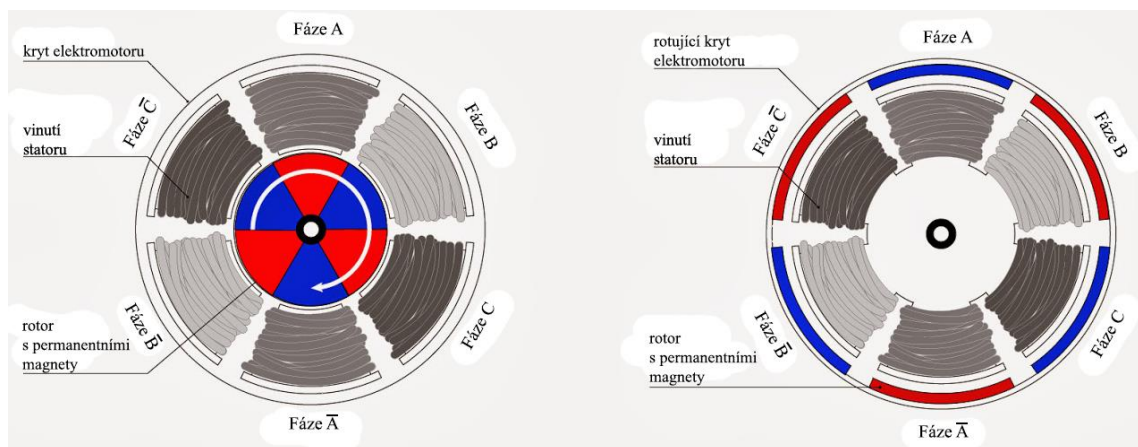 Fáze A
kryt elektromotoru
Fáze C̅
Fáze B
vinutí
statoru
Fáze B̅
Fáze C
rotor
s permanentními
magnety
Fáze A̅
Fáze A
rotující kryt
elektromotoru
Fáze C̅
Fáze B
vinutí
statoru
Fáze B̅
Fáze C
rotor
s permanentními
magnety
Fáze A̅